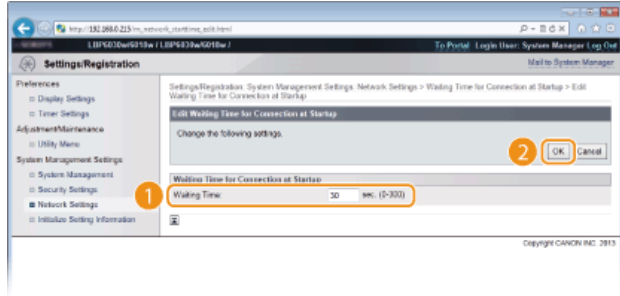 http://192.168.0.215/m_network_startting_edit.html
LBP6030w/6018w / LBP6030w/6018w /
To Portal Login User: System Manager Log Out
Settings/Registration
Mail to System Manager
Preferences
Display Settings
Timer Settings
Adjustment/Maintenance
Utility Menu
System Management Settings
System Management
Security Settings
Network Settings
Initialize Setting Information
Settings/Registration: System Management Settings: Network Settings > Waiting Time for Connection at Startup > Edit
Waiting Time for Connection at Startup
Edit Waiting Time for Connection at Startup
Change the following settings.
2
OK
Cancel
Waiting Time for Connection at Startup
1
Waiting Time:
30
sec. (0-300)
Copyright CANON INC. 2013